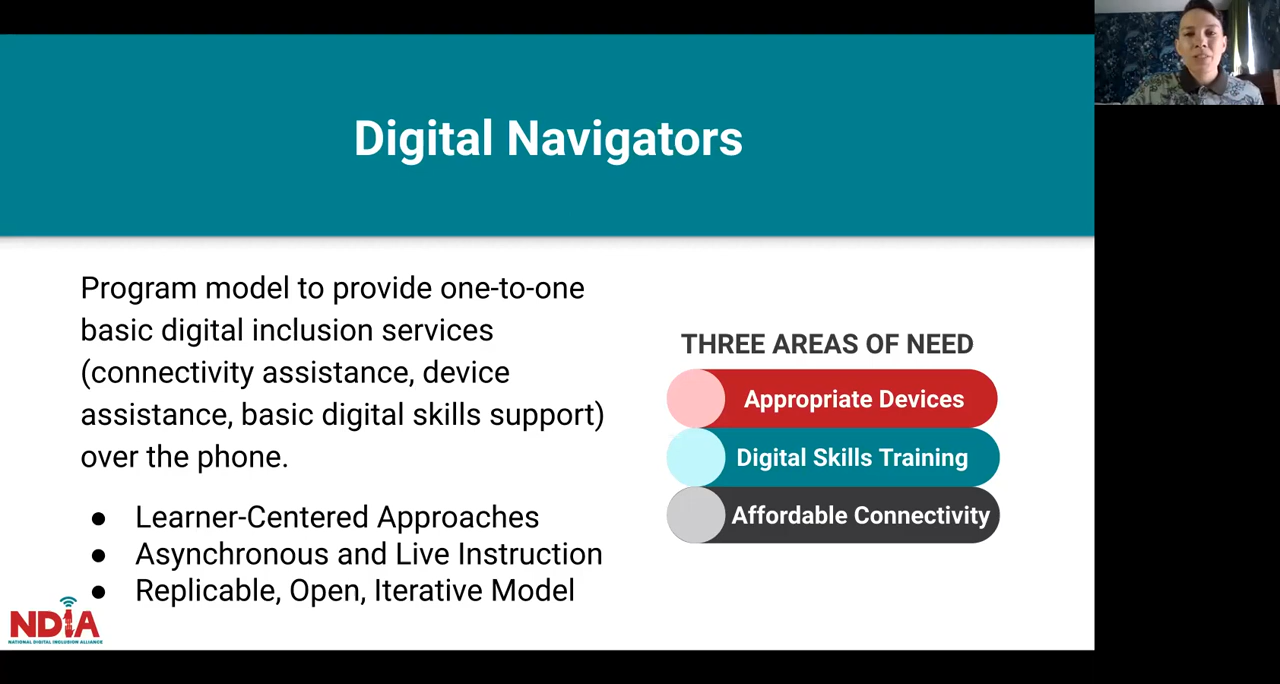 Digital Navigators
Program model to provide one-to-one
basic digital inclusion services
(connectivity assistance, device
assistance, basic digital skills support)
over the phone.
● Learner-Centered Approaches
● Asynchronous and Live Instruction
● Replicable, Open, Iterative Model
THREE AREAS OF NEED
Appropriate Devices
Digital Skills Training
Affordable Connectivity
NDIA
NATIONAL DIGITAL INCLUSION ALLIANCE